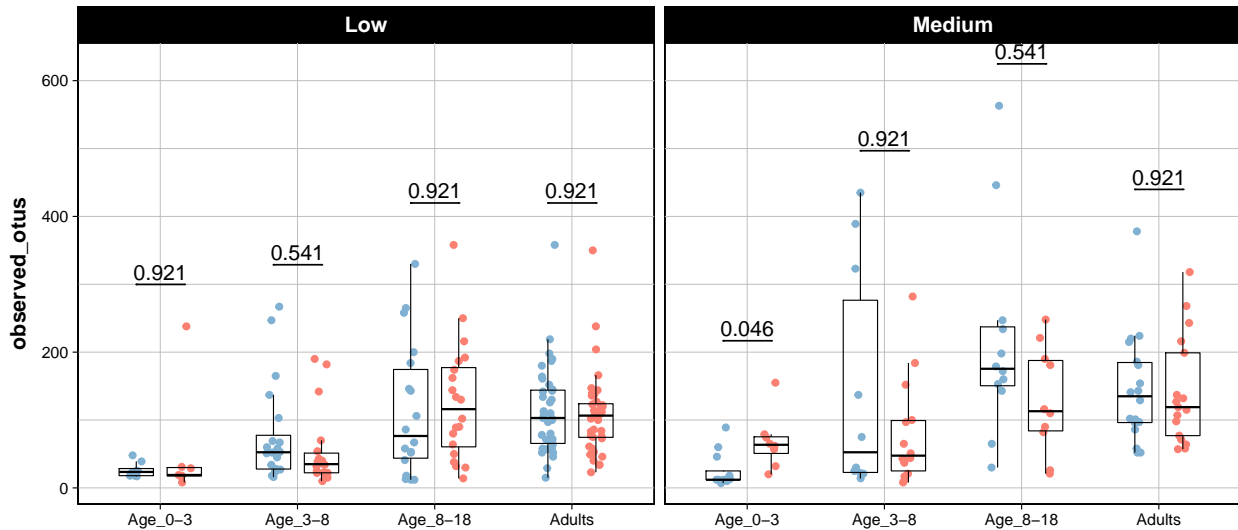 Low
Medium
observed_otus
600
400
200
0
0.921
0.541
0.921
0.921
0.046
0.921
0.541
0.921
Age_0−3
Age_3−8
Age_8−18
Adults
Age_0−3
Age_3−8
Age_8−18
Adults